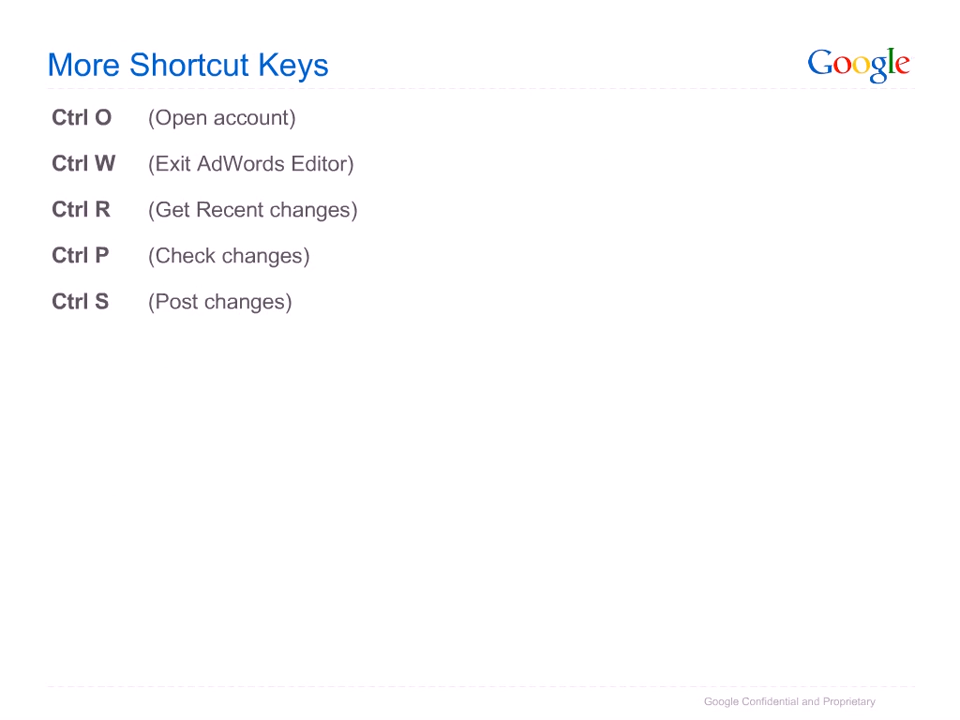 More Shortcut Keys
Google
Ctrl O (Open account)
Ctrl W (Exit AdWords Editor)
Ctrl R (Get Recent changes)
Ctrl P (Check changes)
Ctrl S (Post changes)
Google Confidential and Proprietary